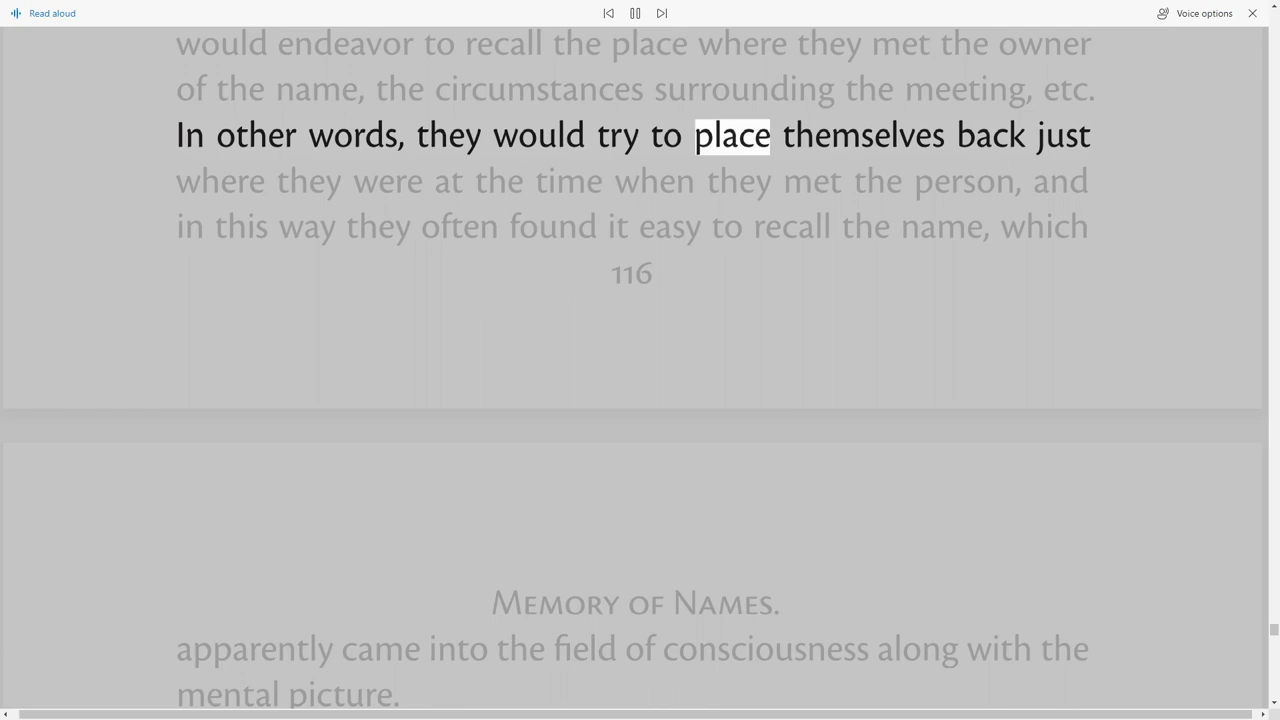 Read aloud
Voice options
would endeavor to recall the place where they met the owner
of the name, the circumstances surrounding the meeting, etc.
In other words, they would try to place themselves back just
where they were at the time when they met the person, and
in this way they often found it easy to recall the name, which
116
Memory of Names.
apparently came into the field of consciousness along with the
mental picture.